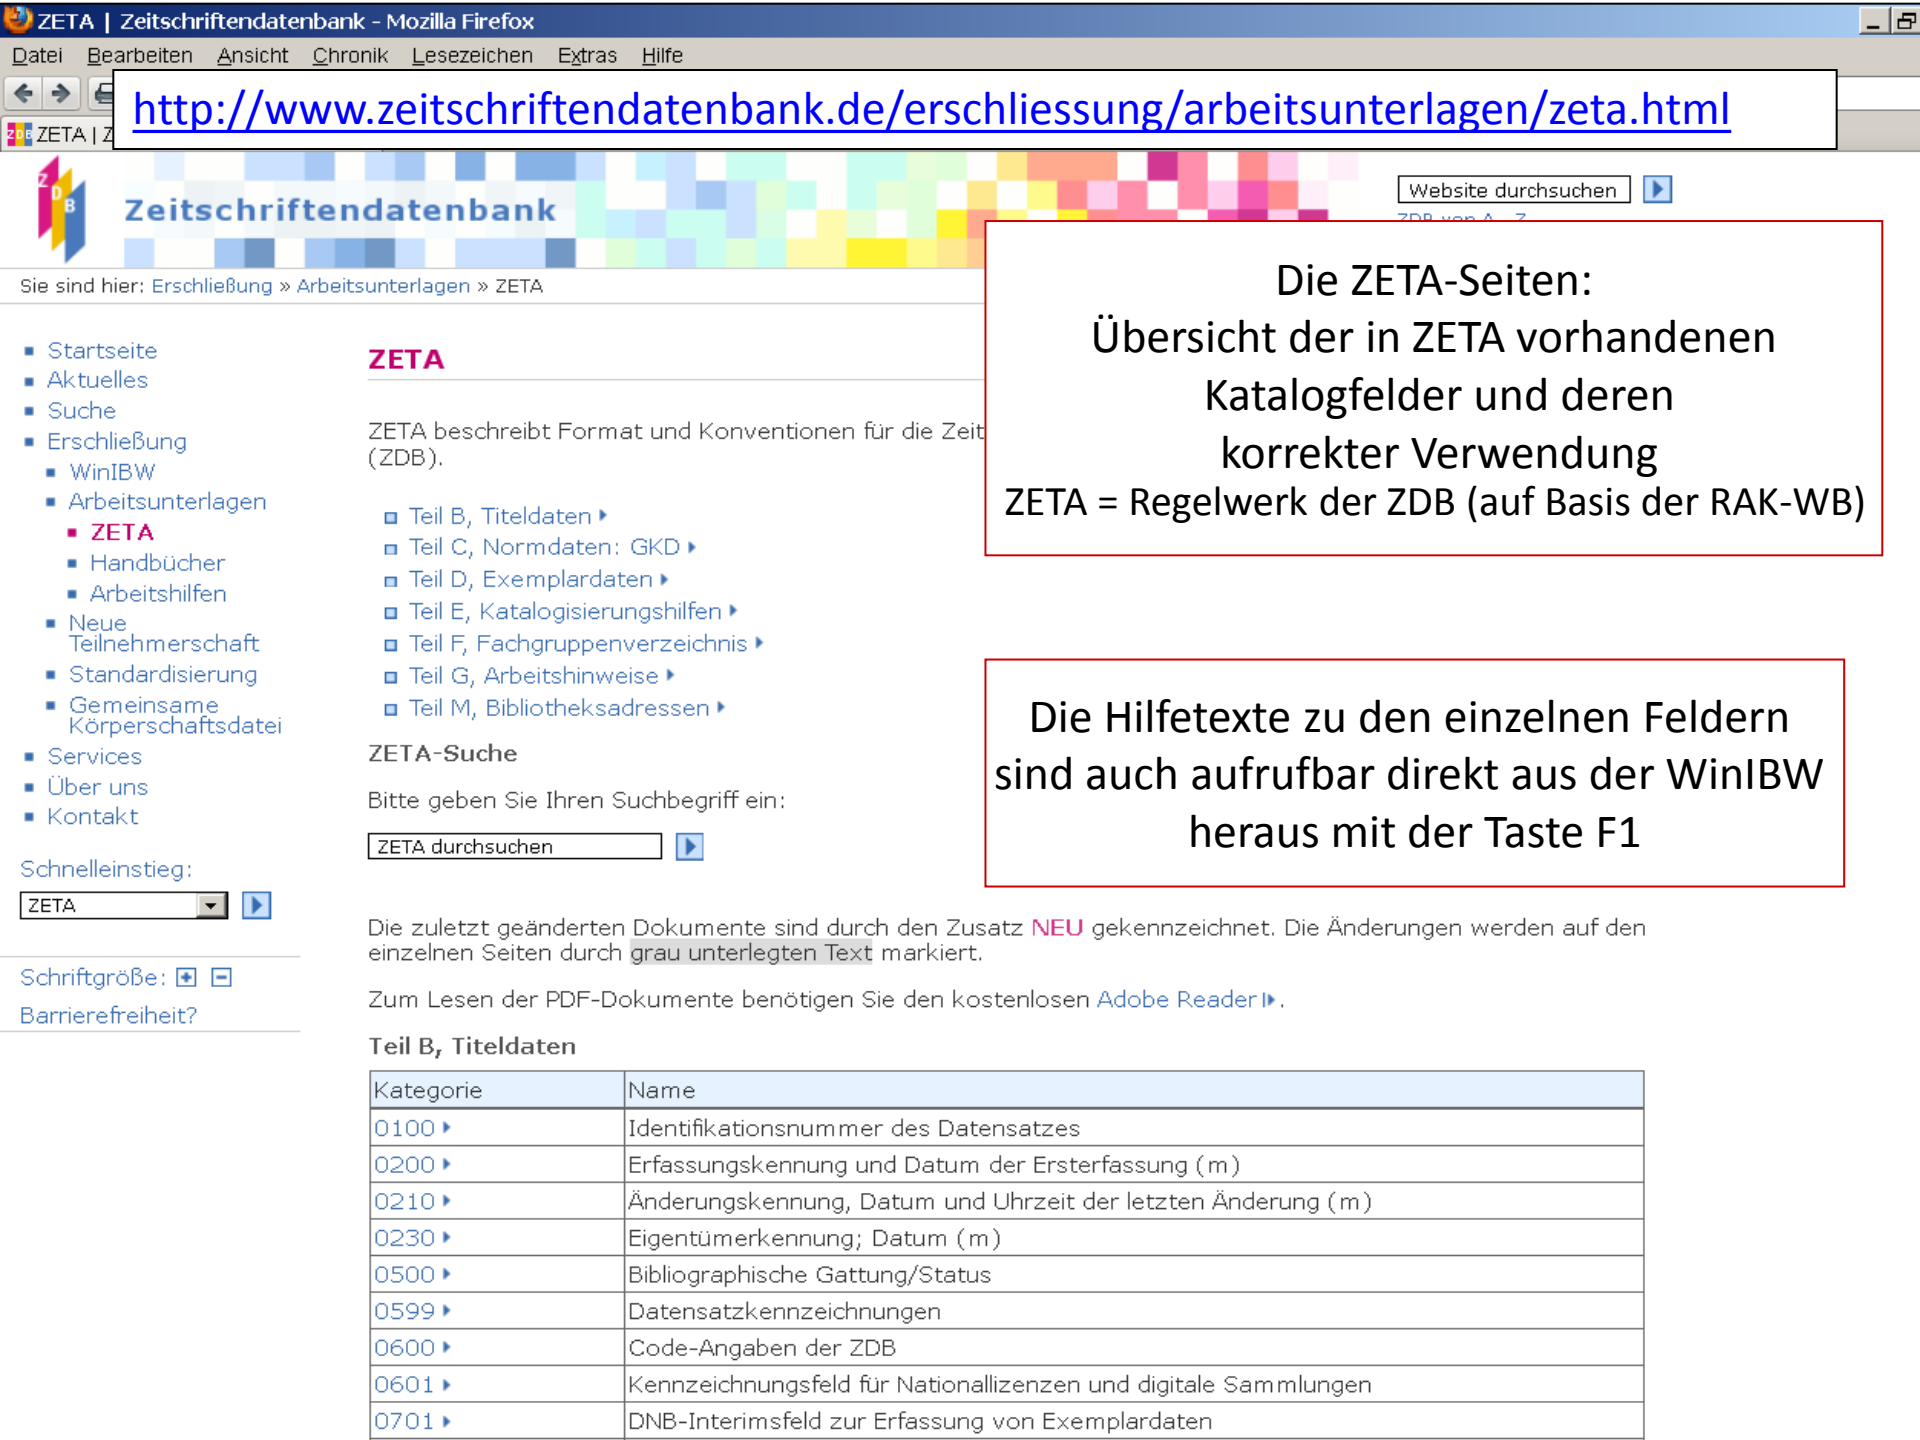 ZETA | Zeitschriftendatenbank - Mozilla Firefox
Datei Bearbeiten Ansicht Chronik Lesezeichen Extras Hilfe
http://www.zeitschriftendatenbank.de/erschliessung/arbeitsunterlagen/zeta.html
ZDB ZETA | Z
Z D B
Zeitschriftendatenbank
Website durchsuchen
ZDB von A - Z
Sie sind hier: Erschließung » Arbeitsunterlagen » ZETA
Die ZETA-Seiten:
Übersicht der in ZETA vorhandenen
Katalogfelder und deren
korrekter Verwendung
ZETA = Regelwerk der ZDB (auf Basis der RAK-WB)
Startseite
Aktuelles
Suche
Erschließung
WinIBW
Arbeitsunterlagen
ZETA
Handbücher
Arbeitshilfen
Neue
Teilnehmerschaft
Standardisierung
Gemeinsame
Körperschaftsdatei
Services
Über uns
Kontakt
Schnelleinstieg:
ZETA
Schriftgröße:
Barrierefreiheit?
ZETA
ZETA beschreibt Format und Konventionen für die Zeit
(ZDB).
Teil B, Titeldaten
Teil C, Normdaten: GKD
Teil D, Exemplardaten
Teil E, Katalogisierungshilfen
Teil F, Fachgruppenverzeichnis
Teil G, Arbeitshinweise
Teil M, Bibliotheksadressen
ZETA-Suche
Bitte geben Sie Ihren Suchbegriff ein:
ZETA durchsuchen
Die Hilfetexte zu den einzelnen Feldern
sind auch aufrufbar direkt aus der WinIBW
heraus mit der Taste F1
Die zuletzt geänderten Dokumente sind durch den Zusatz NEU gekennzeichnet. Die Änderungen werden auf den
einzelnen Seiten durch grau unterlegten Text markiert.
Zum Lesen der PDF-Dokumente benötigen Sie den kostenlosen Adobe Reader.
Teil B, Titeldaten
Kategorie Name
0100 Identifikationsnummer des Datensatzes
0200 Erfassungskennung und Datum der Ersterfassung (m)
0210 Änderungskennung, Datum und Uhrzeit der letzten Änderung (m)
0230 Eigentümerkennung; Datum (m)
0500 Bibliographische Gattung/Status
0599 Datensatzkennzeichnungen
0600 Code-Angaben der ZDB
0601 Kennzeichnungsfeld für Nationallizenzen und digitale Sammlungen
0701 DNB-Interimsfeld zur Erfassung von Exemplardaten